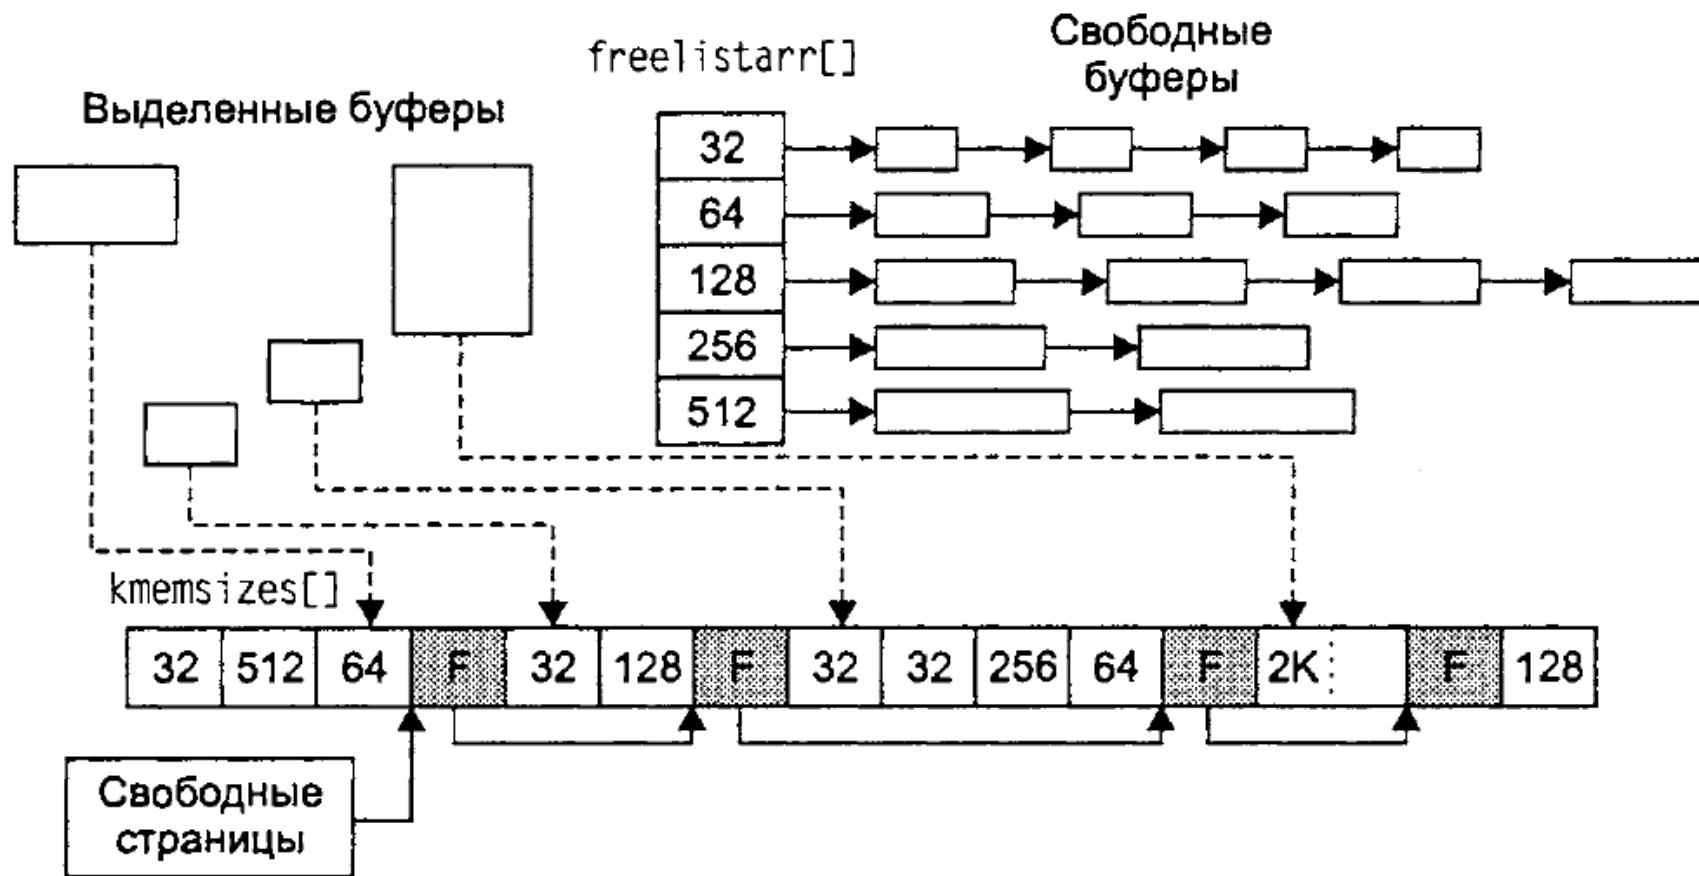 freelistarr[]
Свободные
буферы
Выделенные буферы
32
64
128
256
512
kmemsizes[]
32 512 64 F 32 128 F 32 32 256 64 F 2K F 128
Свободные
страницы